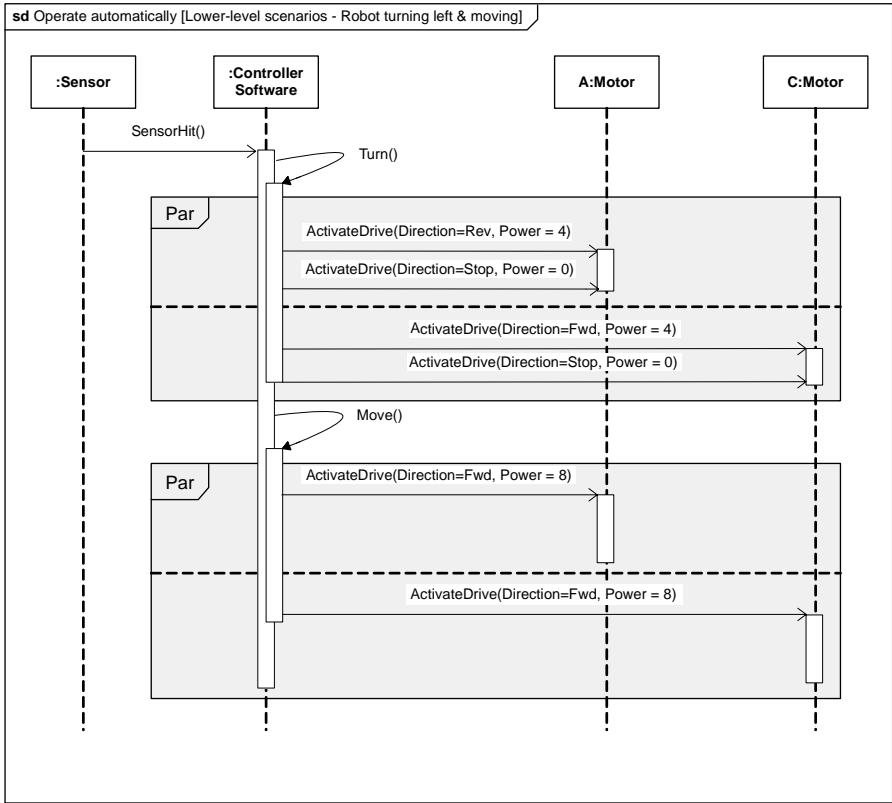 sd Operate automatically [Lower-level scenarios - Robot turning left & moving]
:Sensor
:Controller
Software
A:Motor
C:Motor
SensorHit()
Turn()
Par
ActivateDrive(Direction=Rev, Power = 4)
ActivateDrive(Direction=Stop, Power = 0)
ActivateDrive(Direction=Fwd, Power = 4)
ActivateDrive(Direction=Stop, Power = 0)
Move()
Par
ActivateDrive(Direction=Fwd, Power = 8)
ActivateDrive(Direction=Fwd, Power = 8)